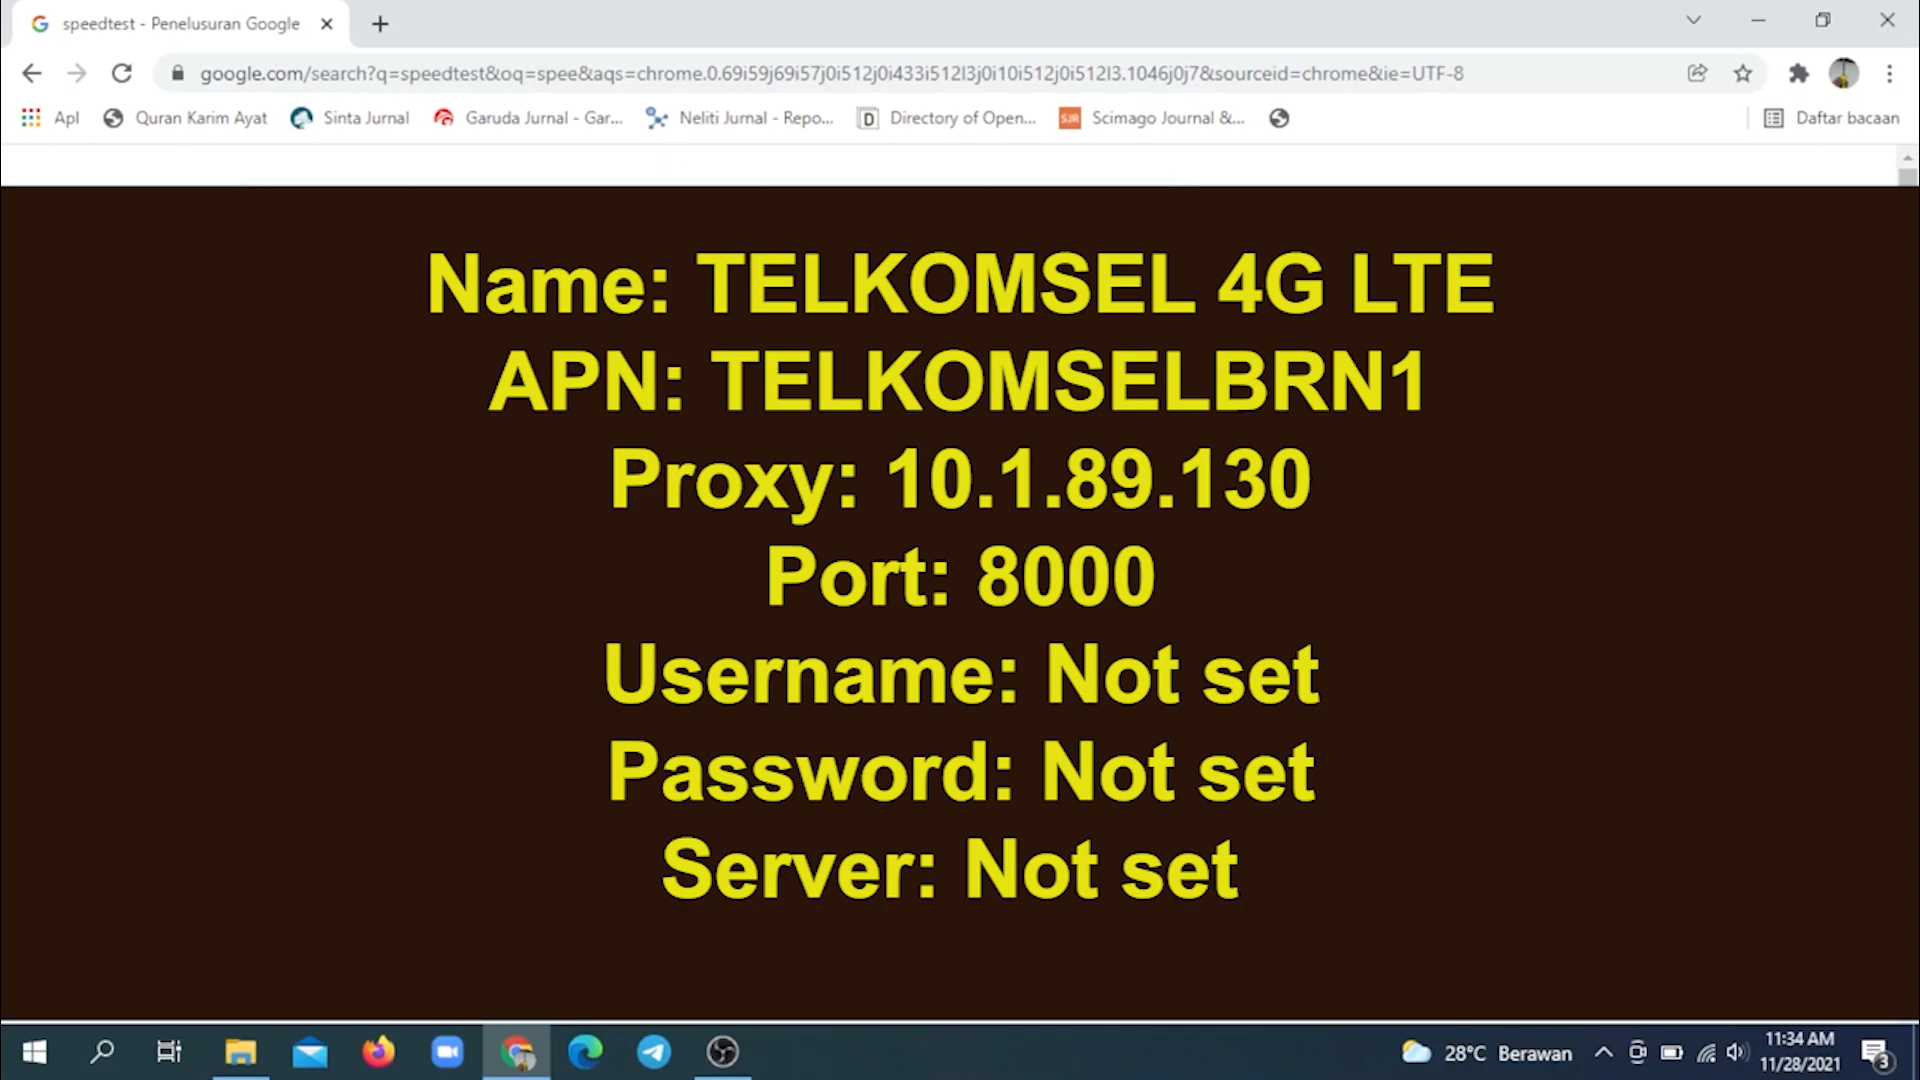 speedtest - Penelusuran Google
google.com/search?q=speedtest&oq=spee&aqs=chrome.0.69i59j69i57j0i512j0i433i512l3j0i10i512j0i512l3.1046j0j7&sourceid=chrome&ie=UTF-8
Apl Quran Karim Ayat Sinta Jurnal Garuda Jurnal - Gar... Neliti Jurnal - Repo... D Directory of Open... SJR Scimago Journal &... Daftar bacaan
Name: TELKOMSEL 4G LTE
APN: TELKOMSELBRN1
Proxy: 10.1.89.130
Port: 8000
Username: Not set
Password: Not set
Server: Not set
28°C Berawan
11:34 AM
11/28/2021
3